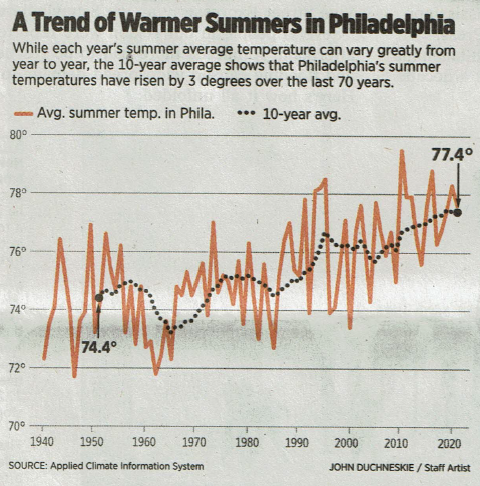 A Trend of Warmer Summers in Philadelphia
While each year's summer average temperature can vary greatly from
year to year, the 10-year average shows that Philadelphia's summer
temperatures have risen by 3 degrees over the last 70 years.
Avg. summer temp. in Phila. 10-year avg.
80°
77.4°
78°
76°
74°
74.4°
72°
70°
1940 1950 1960 1970 1980 1990 2000 2010 2020
SOURCE: Applied Climate Information System JOHN DUCHNESKIE / Staff Artist